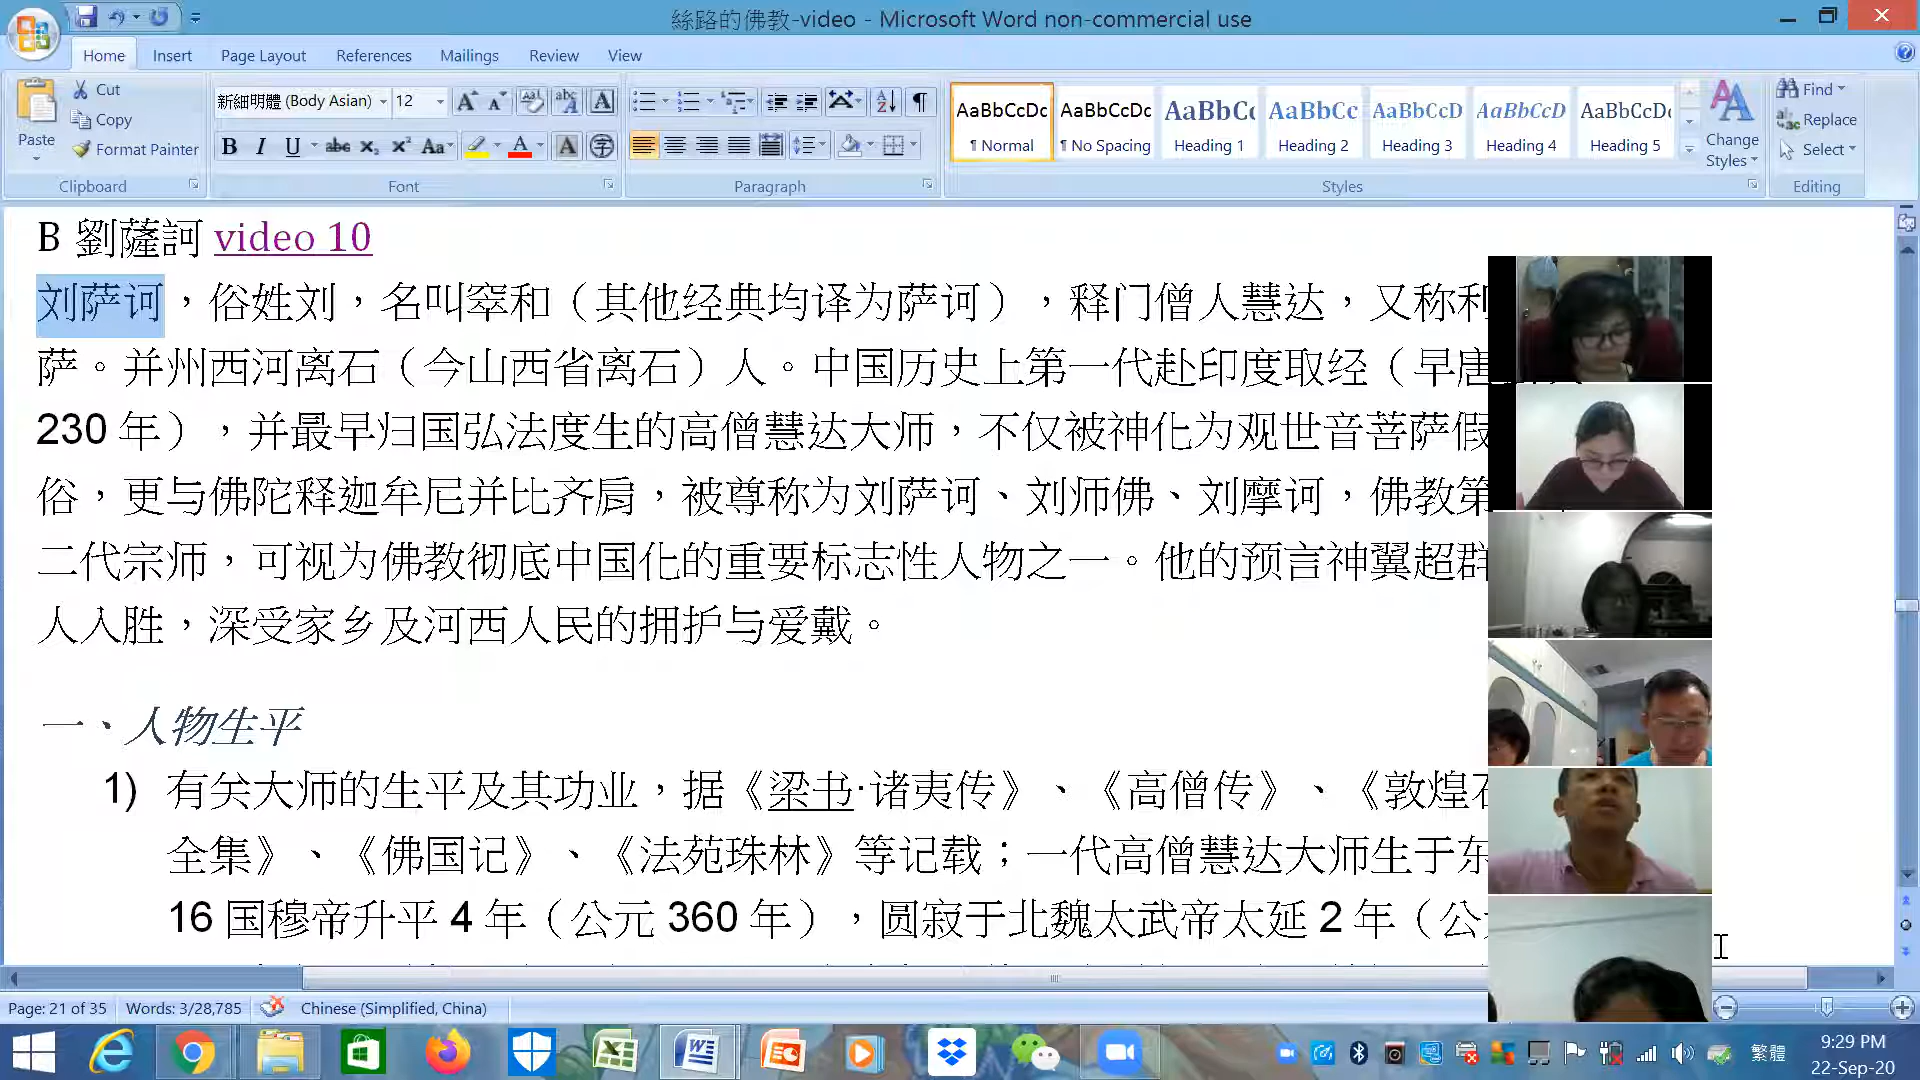 絲路的佛教-video - Microsoft Word non-commercial use
Home Insert Page Layout References Mailings Review View
Paste
Cut
Copy
Format Painter
新細明體 (Body Asian) 12
AaBbCcDc AaBbCcDc AaBbCc AaBbCc AaBbCcD AaBbCcD AaBbCcDc
¶ Normal ¶ No Spacing Heading 1 Heading 2 Heading 3 Heading 4 Heading 5
Change Styles
Find
Replace
Select
Clipboard Font Paragraph Styles Editing
B 劉薩訶 video 10
刘萨诃，俗姓刘，名叫窣和（其他经典均译为萨诃），释门僧人慧达，又称利
萨。并州西河离石（今山西省离石）人。中国历史上第一代赴印度取经（早唐
230 年），并最早归国弘法度生的高僧慧达大师，不仅被神化为观世音菩萨假
俗，更与佛陀释迦牟尼并比齐肩，被尊称为刘萨诃、刘师佛、刘摩诃，佛教第
二代宗师，可视为佛教彻底中国化的重要标志性人物之一。他的预言神翼超群
人入胜，深受家乡及河西人民的拥护与爱戴。
一、人物生平
1) 有关大师的生平及其功业，据《梁书·诸夷传》、《高僧传》、《敦煌石
全集》、《佛国记》、《法苑珠林》等记载；一代高僧慧达大师生于东
16 国穆帝升平 4 年（公元 360 年），圆寂于北魏太武帝太延 2 年（公
Page: 21 of 35 Words: 3/28,785 Chinese (Simplified, China)
繁體
9:29 PM
22-Sep-20